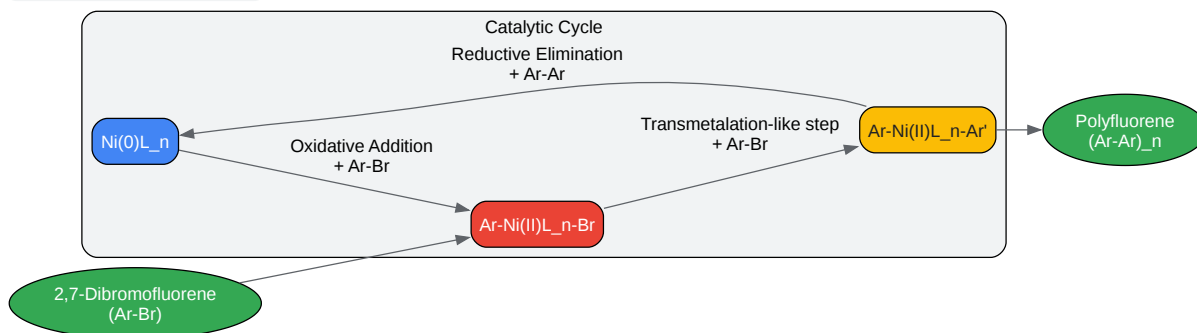 Catalytic Cycle
Reductive Elimination
+ Ar-Ar
Ni(0)L_n
Oxidative Addition
+ Ar-Br
Transmetalation-like step
+ Ar-Br
Ar-Ni(II)L_n-Ar'
Polyfluorene
(Ar-Ar)_n
Ar-Ni(II)L_n-Br
2,7-Dibromofluorene
(Ar-Br)